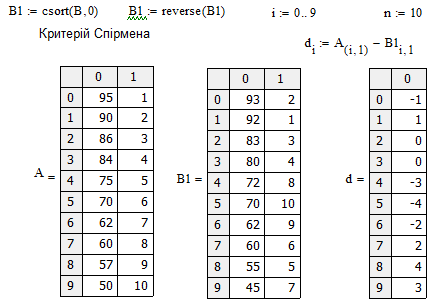 B1 := csort(B,0) B1 := reverse(B1) i := 0.. 9 n := 10
Критерій Спірмена
d_i := A_(i, 1) − B1_i, 1
A =
0 1
0 95 1
1 90 2
2 86 3
3 84 4
4 75 5
5 70 6
6 62 7
7 60 8
8 57 9
9 50 10
B1 =
0 1
0 93 2
1 92 1
2 83 3
3 80 4
4 72 8
5 70 10
6 62 9
7 60 6
8 55 5
9 45 7
d =
0
0 -1
1 1
2 0
3 0
4 -3
5 -4
6 -2
7 2
8 4
9 3